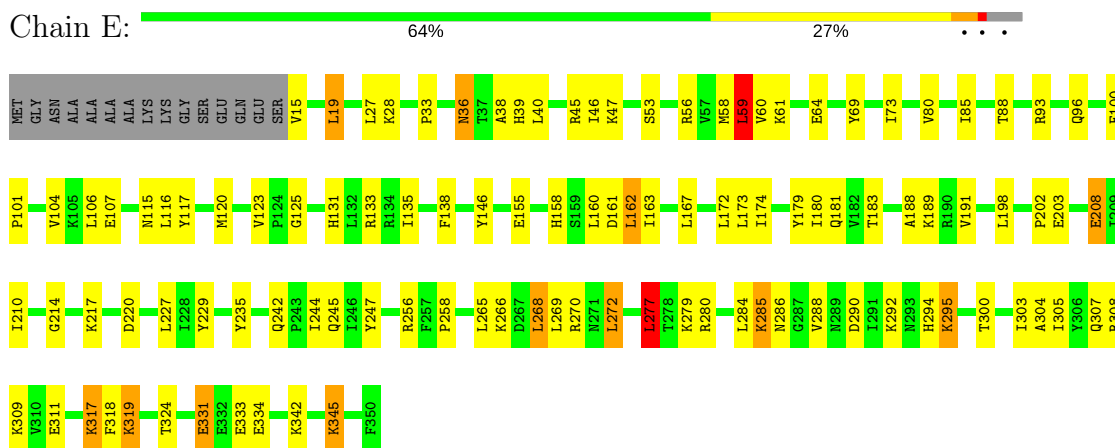 Chain E:
64% 27% • • •
MET GLY ASN ALA ALA ALA ALA LYS LYS GLY SER GLU GLN GLU SER V15 L19 L27 K28 P33 N36 T37 A38 H39 L40 R45 I46 K47 S53 R56 V57 M58 L59 V60 K61 E64 Y69 I73 V80 I85 T88 R93 Q96 E100
P101 V104 K105 L106 E107 N115 L116 Y117 M120 V123 P124 G125 H131 L132 R133 R134 I135 F138 Y146 E155 H158 S159 L160 D161 L162 I163 L167 L172 L173 I174 Y179 I180 Q181 V182 T183 A188 K189 R190 V191 L198 P202 E203 E208 I209
I210 G214 K217 D220 L227 I228 Y229 Y235 Q242 P243 I244 Q245 I246 Y247 R256 F257 P258 L265 K266 D267 L268 L269 R270 N271 L272 L277 T278 K279 R280 L284 K285 N286 G287 V288 N289 D290 I291 K292 N293 H294 K295 T300 I303 A304 I305 Y306 Q307 R308
K309 V310 E311 K317 F318 K319 T324 E331 E332 E333 E334 K342 K345 F350